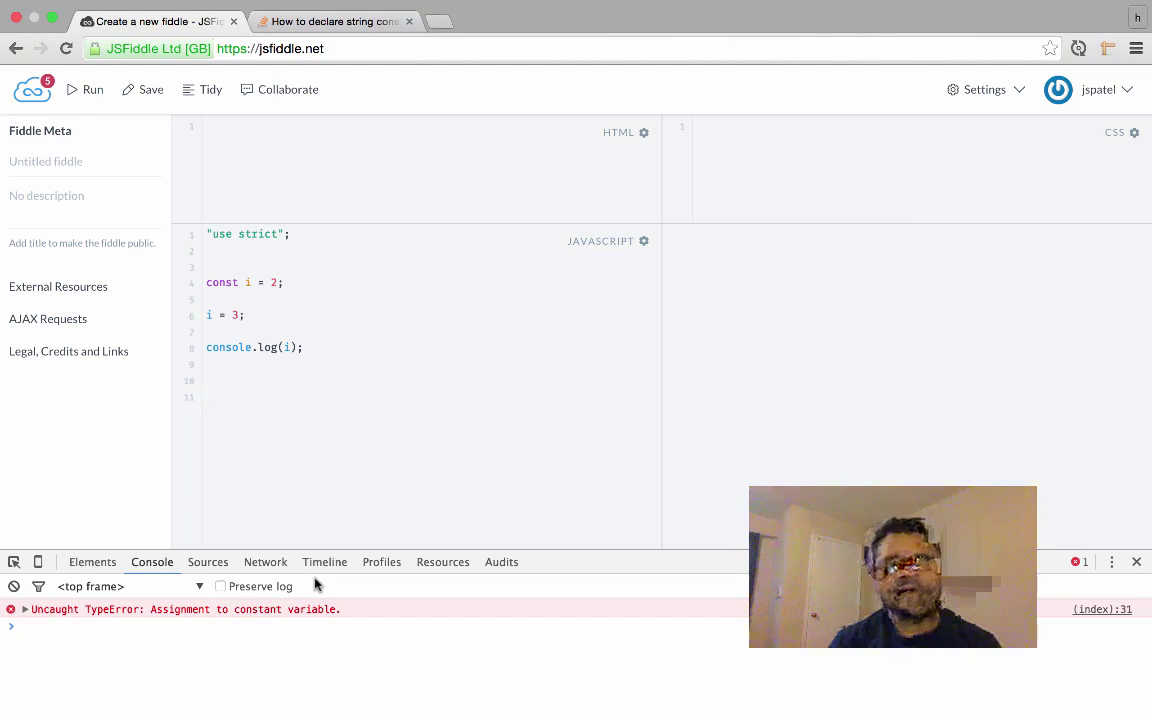 Create a new fiddle - JSFid
How to declare string cons
h
JSFiddle Ltd [GB] https://jsfiddle.net
5
Run
Save
Tidy
Collaborate
Settings
jspatel
Fiddle Meta
Untitled fiddle
No description
Add title to make the fiddle public.
External Resources
AJAX Requests
Legal, Credits and Links
1
HTML
1
CSS
JAVASCRIPT
1 "use strict";
2
3
4 const i = 2;
5
6 i = 3;
7
8 console.log(i);
9
10
11
Elements Console Sources Network Timeline Profiles Resources Audits
1
<top frame> Preserve log
Uncaught TypeError: Assignment to constant variable. (index):31